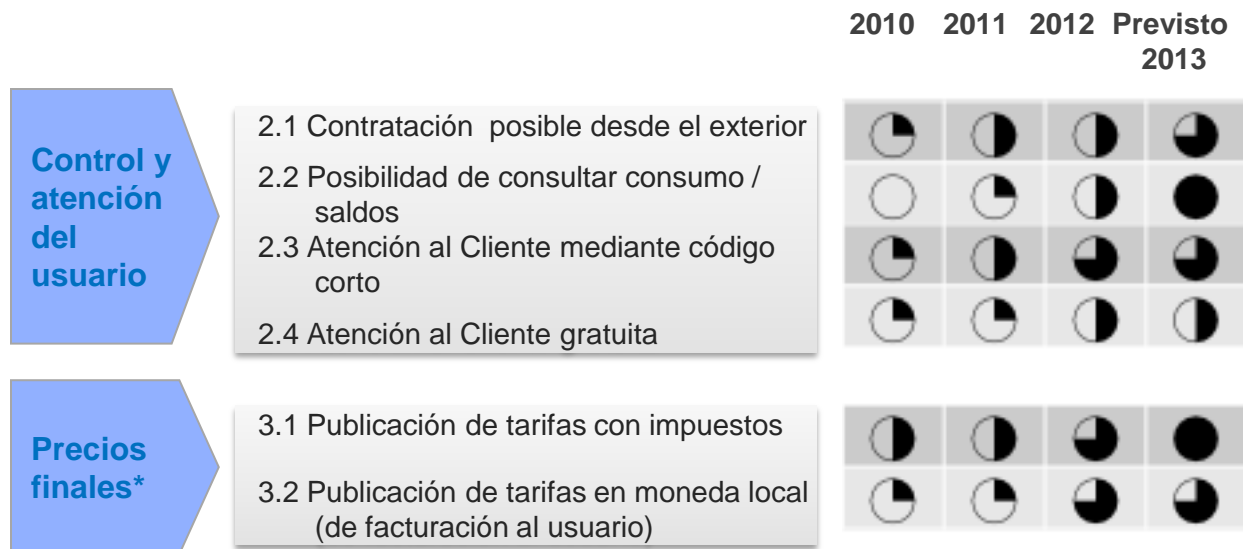 2010 2011 2012 Previsto
2013
Control y
atención
del
usuario
2.1 Contratación posible desde el exterior
2.2 Posibilidad de consultar consumo /
saldos
2.3 Atención al Cliente mediante código
corto
2.4 Atención al Cliente gratuita
Precios
finales*
3.1 Publicación de tarifas con impuestos
3.2 Publicación de tarifas en moneda local
(de facturación al usuario)